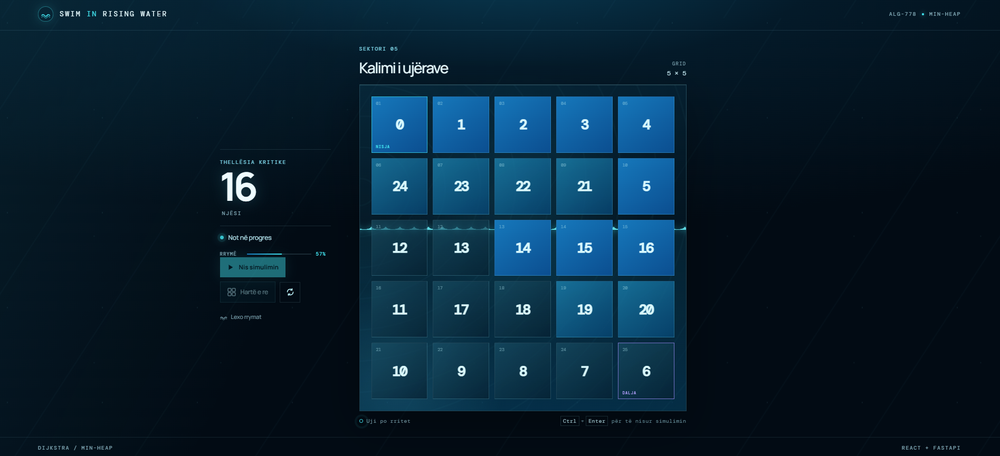 SWIM IN RISING WATER
ALG-778 • MIN-HEAP
SEKTORI 05
Kalimi i ujërave
GRID
5 × 5
THELLËSIA KRITIKE
16
NJËSI
Not në progres
RRYMË 57%
Nis simulimin
Hartë e re
Lexo rrymat
01 02 03 04 05
0 1 2 3 4
NISJA
06 07 08 09 10
24 23 22 21 5
11 12 13 14 15
12 13 14 15 16
16 17 18 19 20
11 17 18 19 20
21 22 23 24 25
10 9 8 7 6
DALJA
Uji po rritet
Ctrl + Enter për të nisur simulimin
DIJKSTRA / MIN-HEAP
REACT + FASTAPI